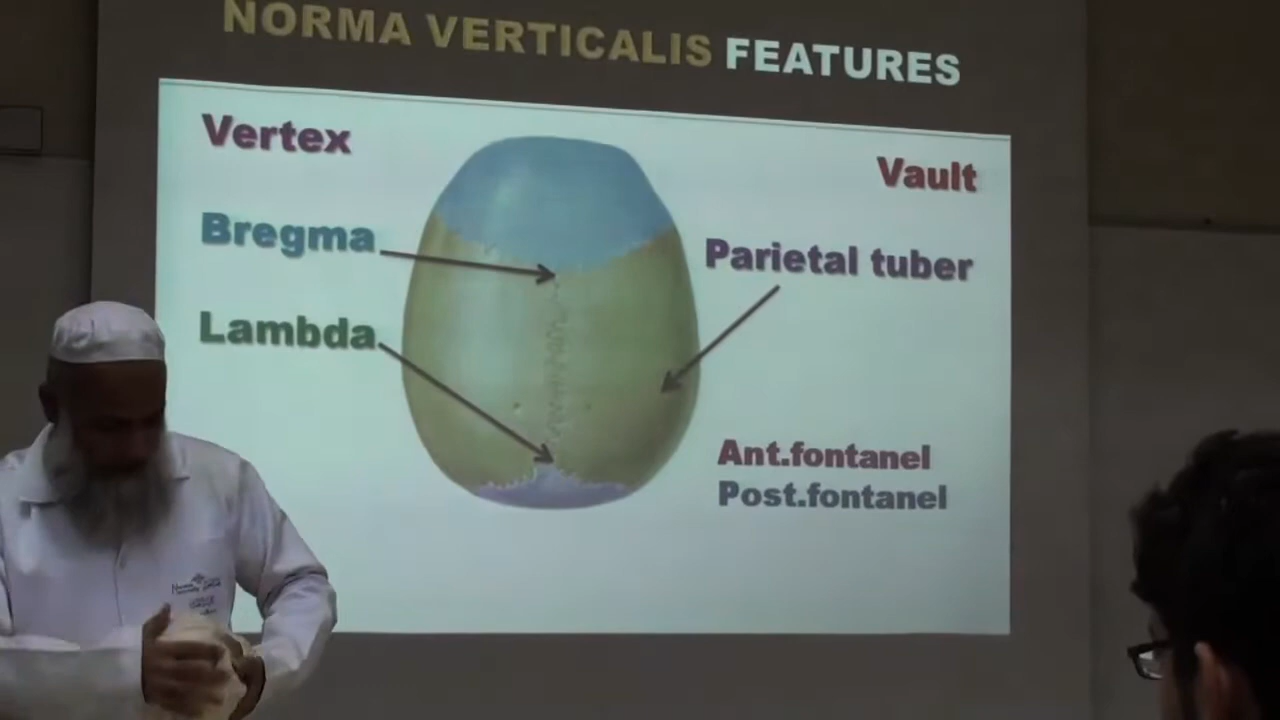 NORMA VERTICALIS FEATURES
Vertex
Vault
Bregma
Parietal tuber
Lambda
Ant.fontanel
Post.fontanel